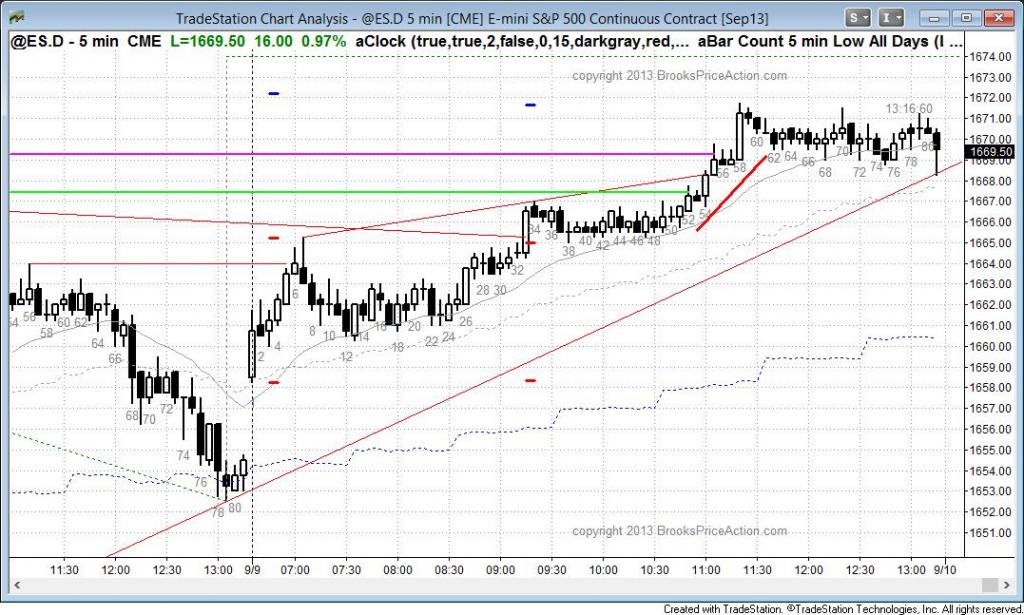 TradeStation Chart Analysis - @ES.D 5 min [CME] E-mini S&P 500 Continuous Contract [Sep13]
S
I
@ES.D - 5 min CME L=1669.50 16.00 0.97% aClock (true,true,2,false,0,15,darkgray,red,... aBar Count 5 min Low All Days (I ...
copyright 2013 BrooksPriceAction.com
13:16:60
1674.00
1673.00
1672.00
1671.00
1670.00
1669.50
1669.00
1668.00
1667.00
1666.00
1665.00
1664.00
1663.00
1662.00
1661.00
1660.00
1659.00
1658.00
1657.00
1656.00
1655.00
1654.00
1653.00
1652.00
1651.00
54 56 58 60 62 64 66 68 70 72 74 76 78 80
2 4 6 8 10 12 14 16 18 20 22 24 26 28 30 32 34 36 38 40 42 44 46 48 50 52 54 56 58 60 62 64 66 68 70 72 74 76 78 80
copyright 2013 BrooksPriceAction.com
11:30 12:00 12:30 13:00 9/9 07:00 07:30 08:00 08:30 09:00 09:30 10:00 10:30 11:00 11:30 12:00 12:30 13:00 9/10
Created with TradeStation. ©TradeStation Technologies, Inc. All rights reserved.